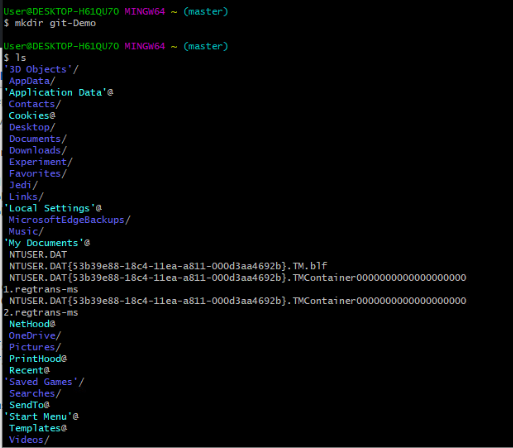 User@DESKTOP-H61QU70 MINGW64 ~ (master)
$ mkdir git-Demo
User@DESKTOP-H61QU70 MINGW64 ~ (master)
$ ls
'3D Objects'/
AppData/
'Application Data'@
Contacts/
Cookies@
Desktop/
Documents/
Downloads/
Experiment/
Favorites/
Jedi/
Links/
'Local Settings'@
MicrosoftEdgeBackups/
Music/
'My Documents'@
NTUSER.DAT
NTUSER.DAT{53b39e88-18c4-11ea-a811-000d3aa4692b}.TM.blf
NTUSER.DAT{53b39e88-18c4-11ea-a811-000d3aa4692b}.TMContainer0000000000000000000
1.regtrans-ms
NTUSER.DAT{53b39e88-18c4-11ea-a811-000d3aa4692b}.TMContainer0000000000000000000
2.regtrans-ms
NetHood@
OneDrive/
Pictures/
PrintHood@
Recent@
'Saved Games'/
Searches/
SendTo@
'Start Menu'@
Templates@
Videos/